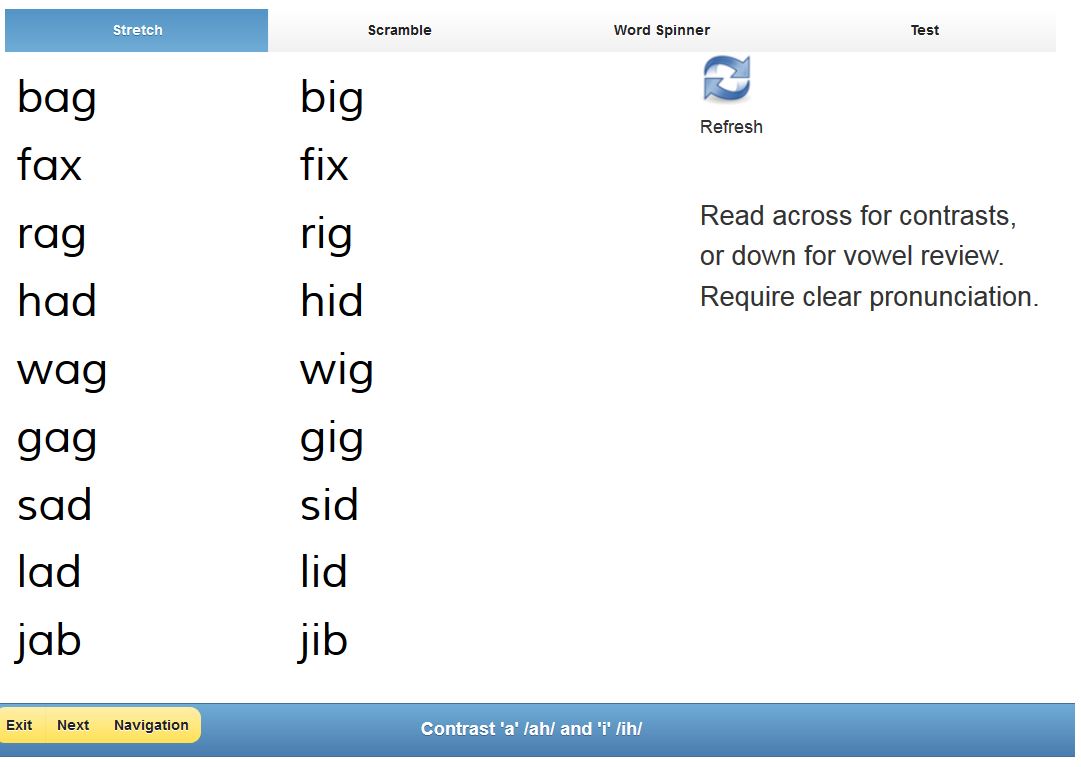 Stretch Scramble Word Spinner Test
bag big
fax fix
rag rig
had hid
wag wig
gag gig
sad sid
lad lid
jab jib
Refresh
Read across for contrasts,
or down for vowel review.
Require clear pronunciation.
Exit Next Navigation
Contrast 'a' /ah/ and 'i' /ih/